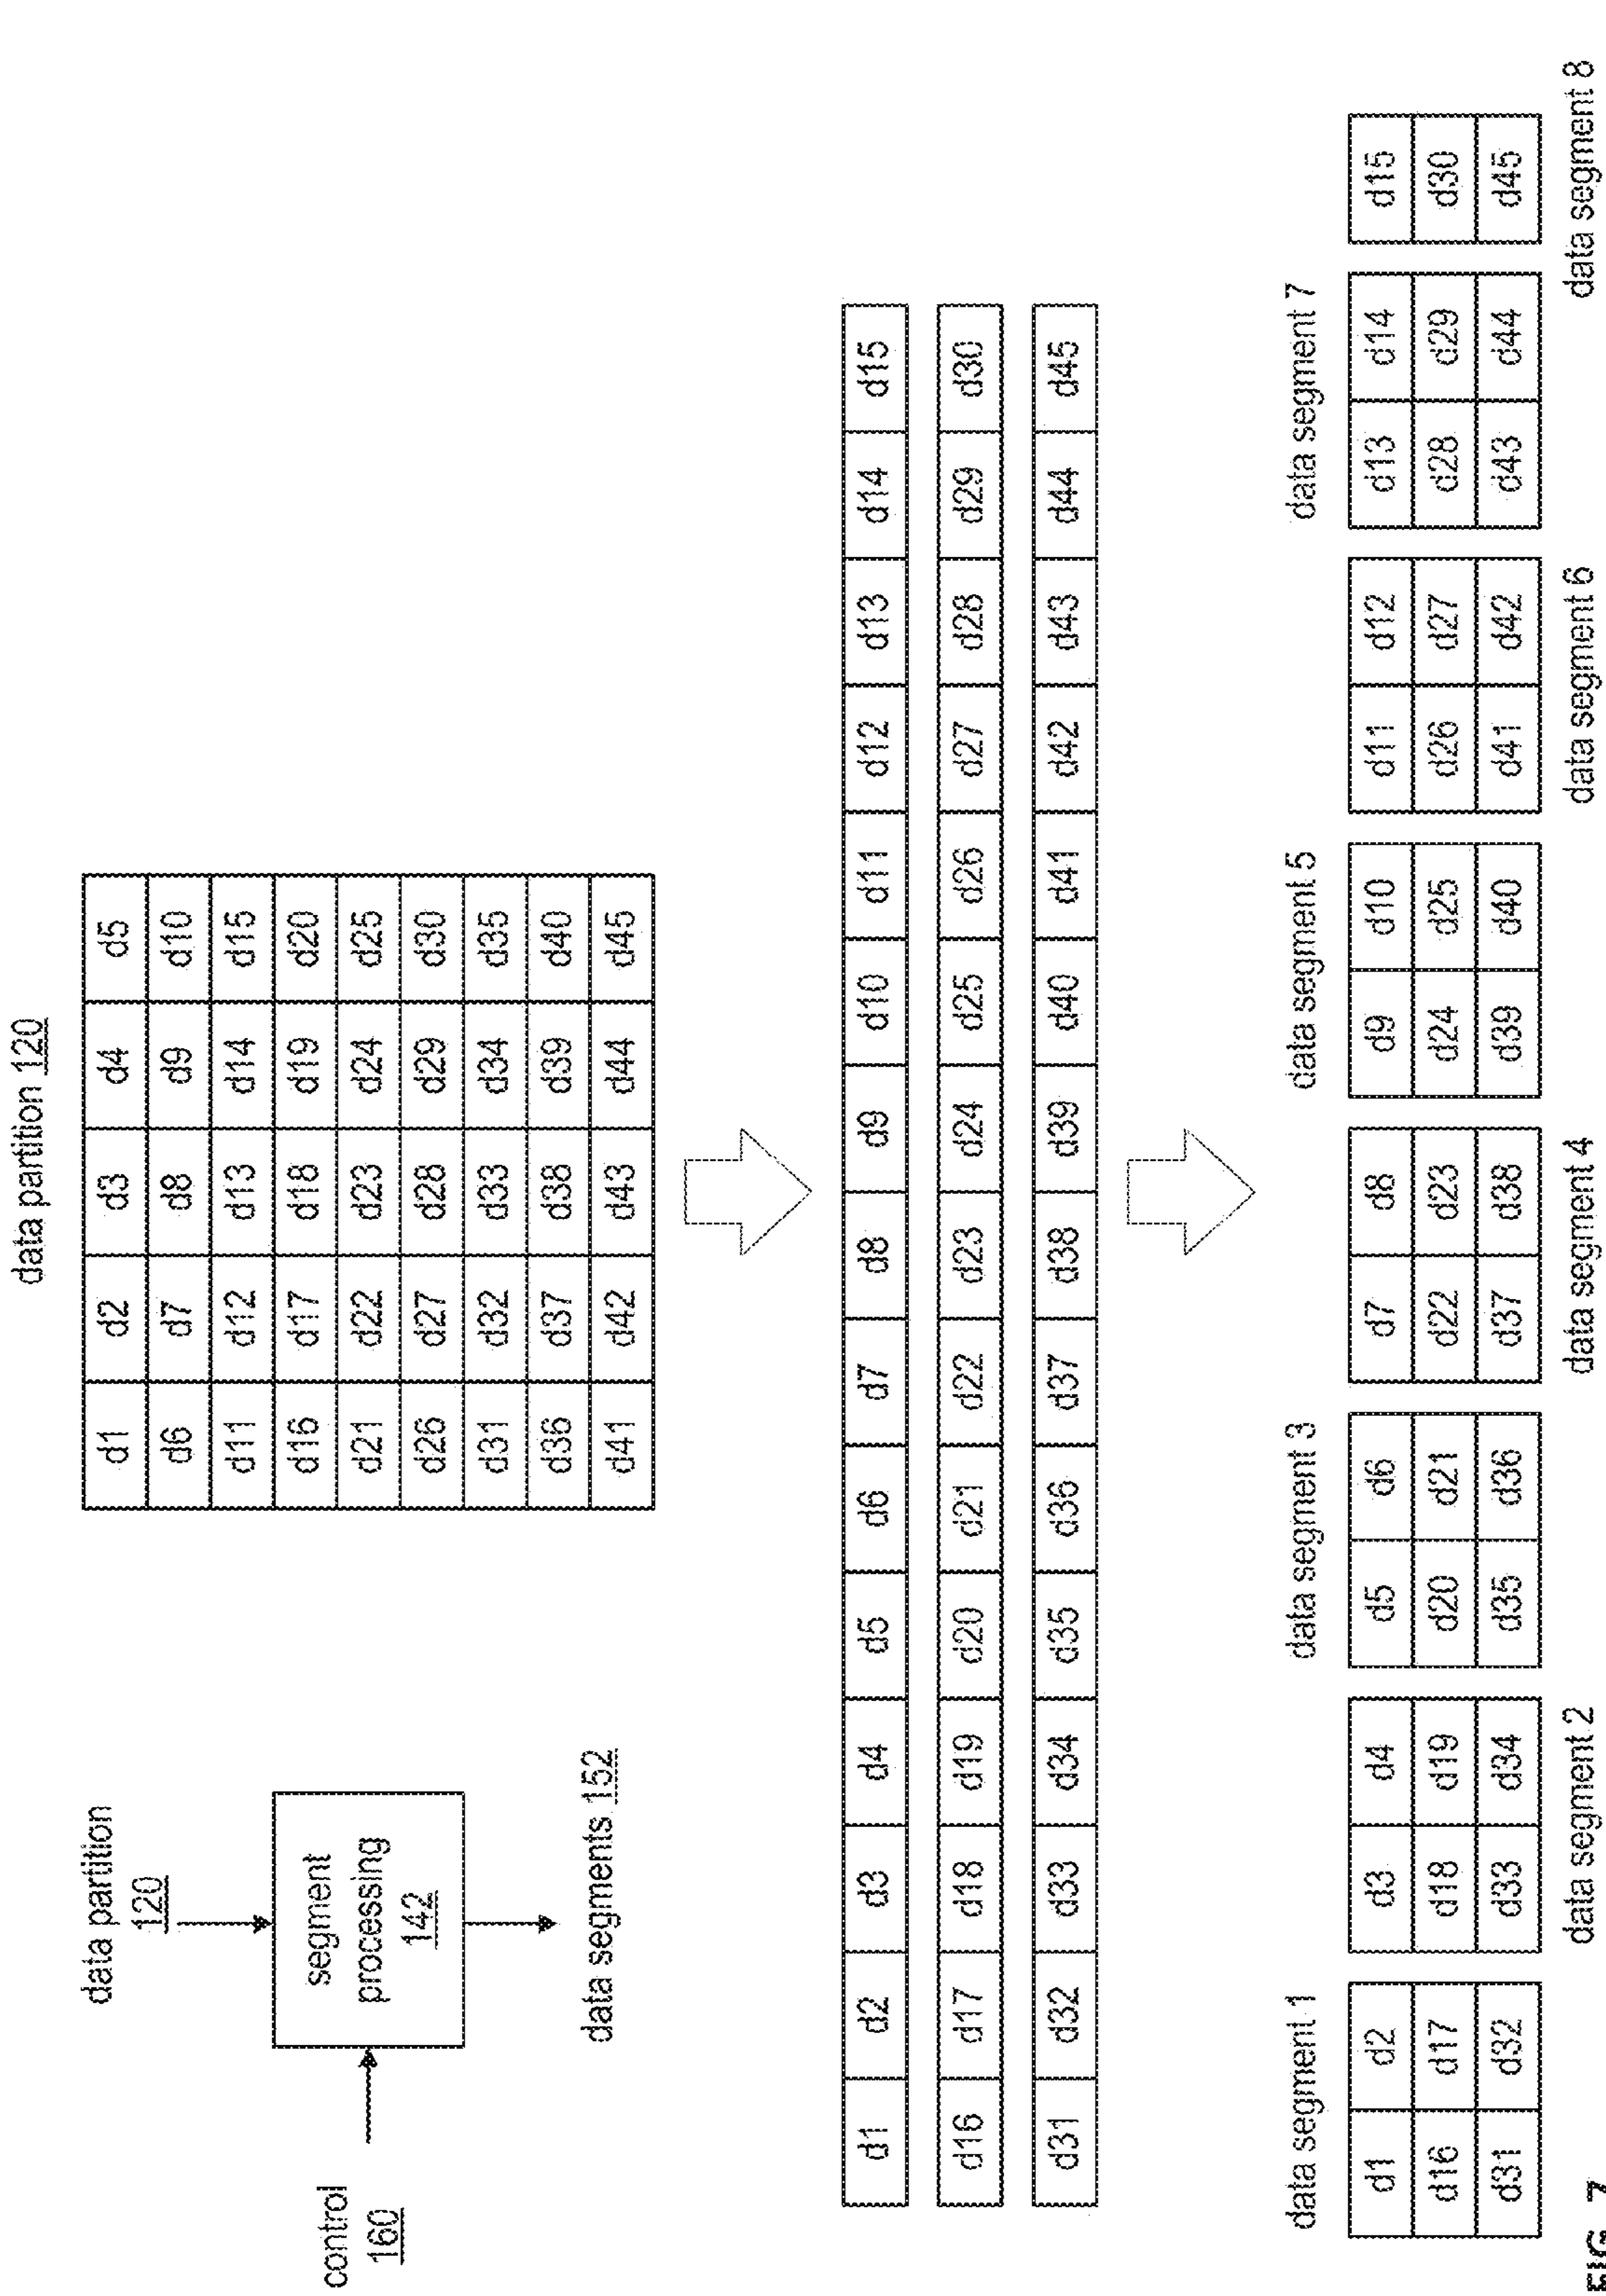 data partition
120
control
160
segment
processing
142
data segments 152
data partition 120
d1 d2 d3 d4 d5
d6 d7 d8 d9 d10
d11 d12 d13 d14 d15
d16 d17 d18 d19 d20
d21 d22 d23 d24 d25
d26 d27 d28 d29 d30
d31 d32 d33 d34 d35
d36 d37 d38 d39 d40
d41 d42 d43 d44 d45
d1 d2 d3 d4 d5 d6 d7 d8 d9 d10 d11 d12 d13 d14 d15
d16 d17 d18 d19 d20 d21 d22 d23 d24 d25 d26 d27 d28 d29 d30
d31 d32 d33 d34 d35 d36 d37 d38 d39 d40 d41 d42 d43 d44 d45
data segment 1
d1 d2
d16 d17
d31 d32
d3 d4
d18 d19
d33 d34
data segment 2
data segment 3
d5 d6
d20 d21
d35 d36
d7 d8
d22 d23
d37 d38
data segment 4
data segment 5
d9 d10
d24 d25
d39 d40
d11 d12
d26 d27
d41 d42
data segment 6
data segment 7
d13 d14
d28 d29
d43 d44
d15
d30
d45
data segment 8
FIG. 7